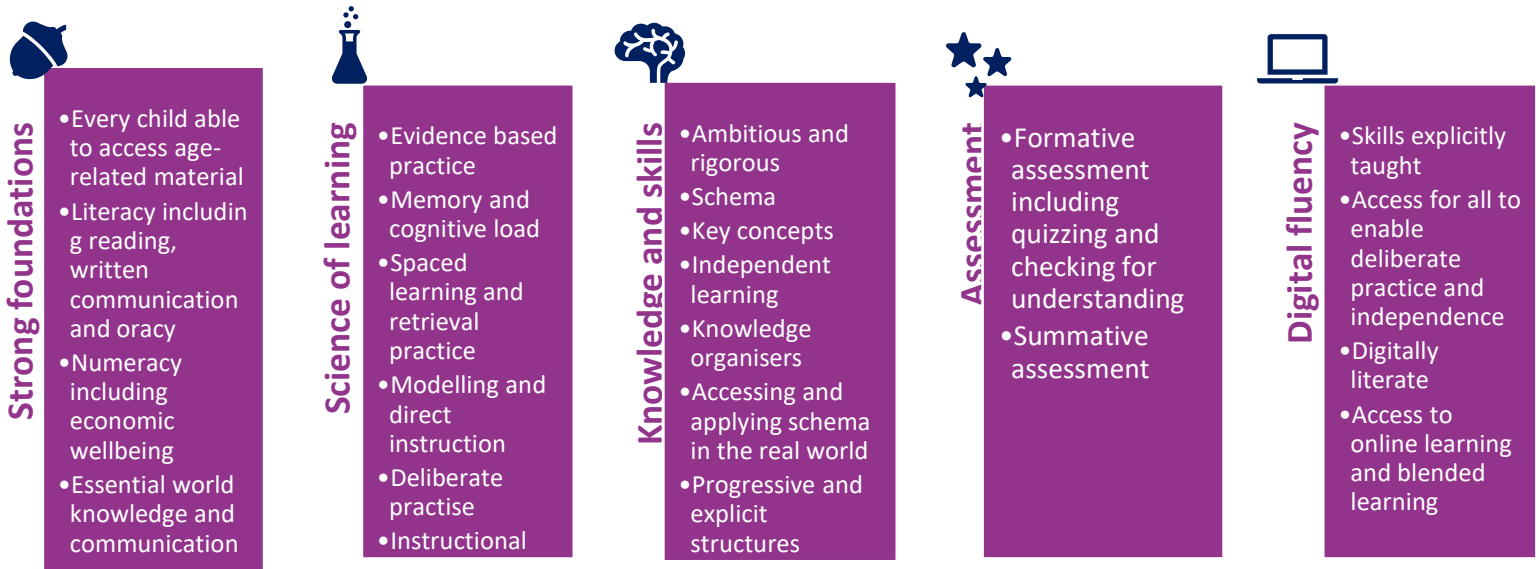 Strong foundations
•Every child able
to access age-
related material
•Literacy includin
g reading,
written
communication
and oracy
•Numeracy
including
economic
wellbeing
•Essential world
knowledge and
communication
Science of learning
•Evidence based
practice
•Memory and
cognitive load
•Spaced
learning and
retrieval
practice
•Modelling and
direct
instruction
•Deliberate
practise
•Instructional
Knowledge and skills
•Ambitious and
rigorous
•Schema
•Key concepts
•Independent
learning
•Knowledge
organisers
•Accessing and
applying schema
in the real world
•Progressive and
explicit
structures
Assessment
•Formative
assessment
including
quizzing and
checking for
understanding
•Summative
assessment
Digital fluency
•Skills explicitly
taught
•Access for all to
enable
deliberate
practice and
independence
•Digitally
literate
•Access to
online learning
and blended
learning